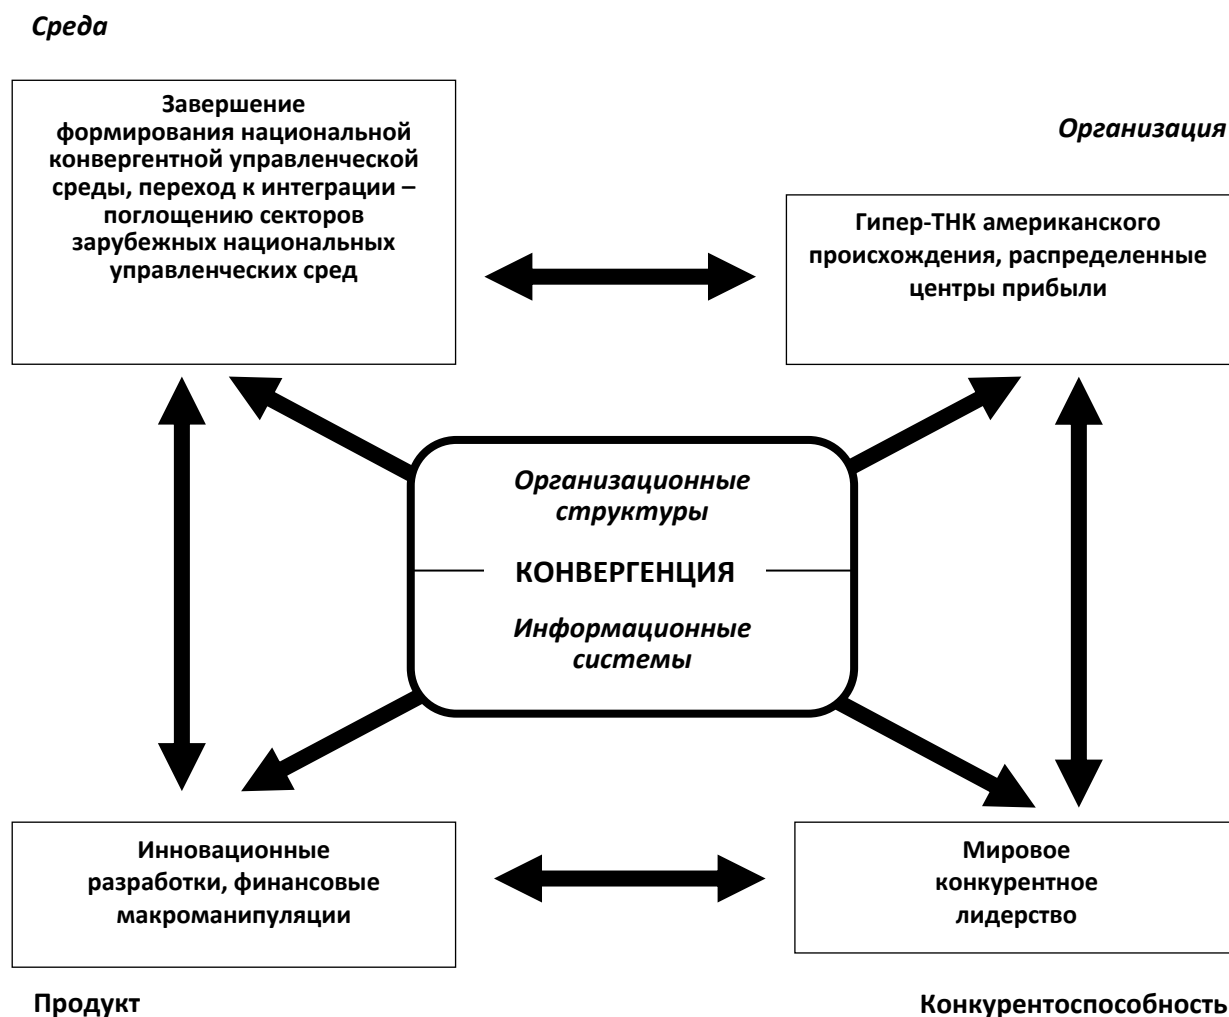 Среда
Завершение
формирования национальной
конвергентной управленческой
среды, переход к интеграции –
поглощению секторов
зарубежных национальных
управленческих сред
Организация
Гипер-ТНК американского
происхождения, распределенные
центры прибыли
Организационные
структуры
КОНВЕРГЕНЦИЯ
Информационные
системы
Инновационные
разработки, финансовые
макроманипуляции
Продукт
Мировое
конкурентное
лидерство
Конкурентоспособность